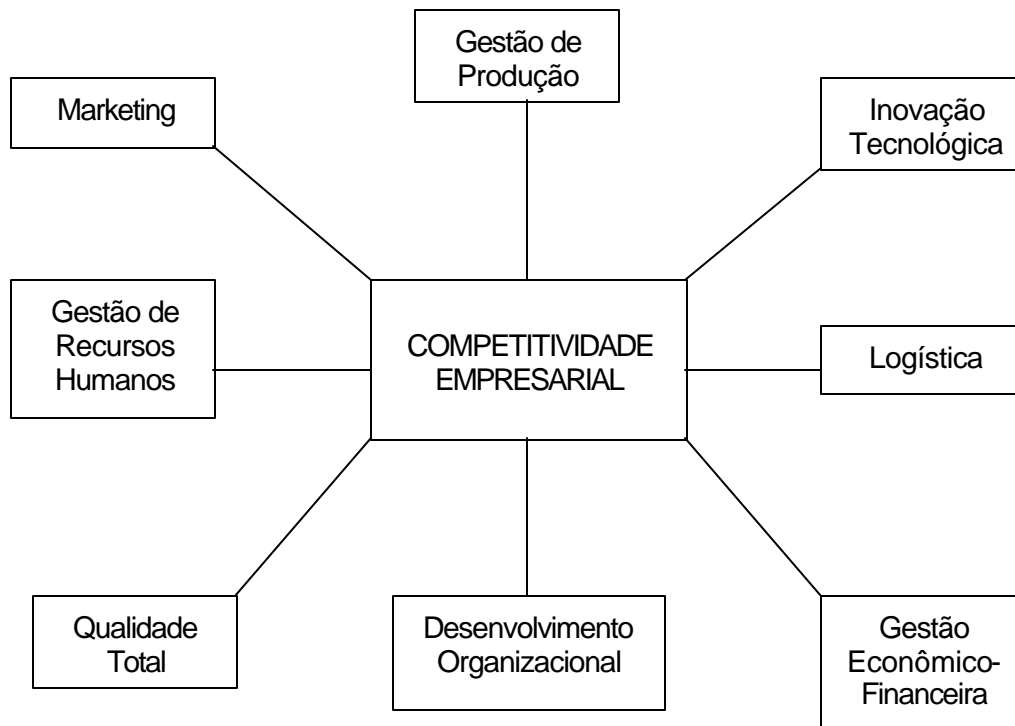 Gestão de
Produção
Marketing
Inovação
Tecnológica
Gestão de
Recursos
Humanos
COMPETITIVIDADE
EMPRESARIAL
Logística
Qualidade
Total
Desenvolvimento
Organizacional
Gestão
Econômico-
Financeira